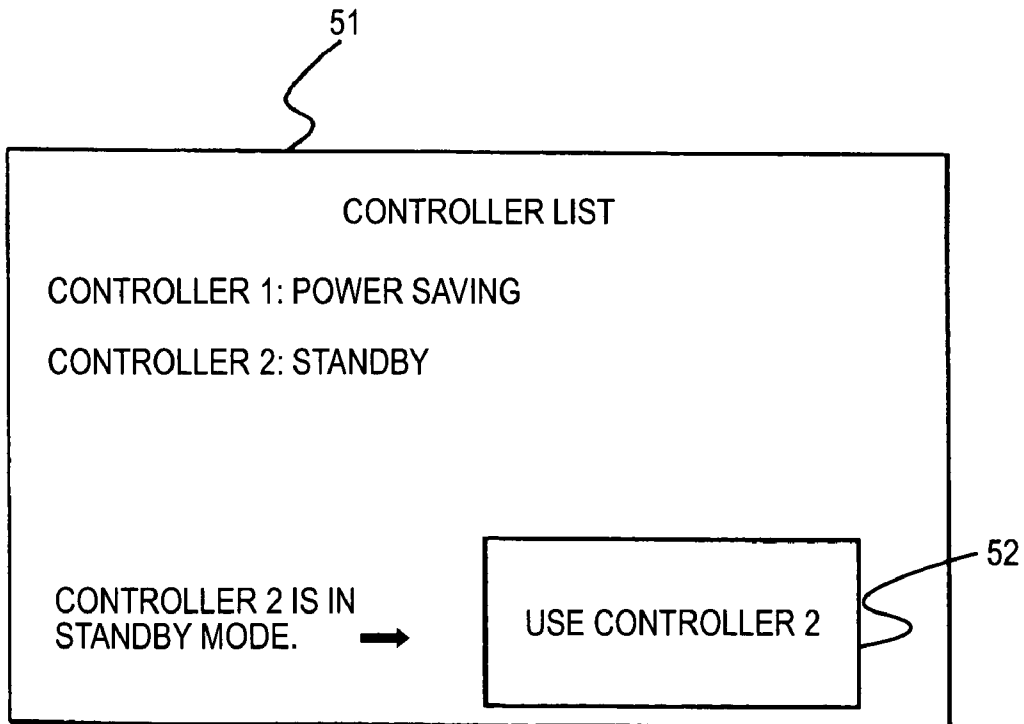 51
CONTROLLER LIST
CONTROLLER 1: POWER SAVING
CONTROLLER 2: STANDBY
CONTROLLER 2 IS IN
STANDBY MODE. →
USE CONTROLLER 2
52